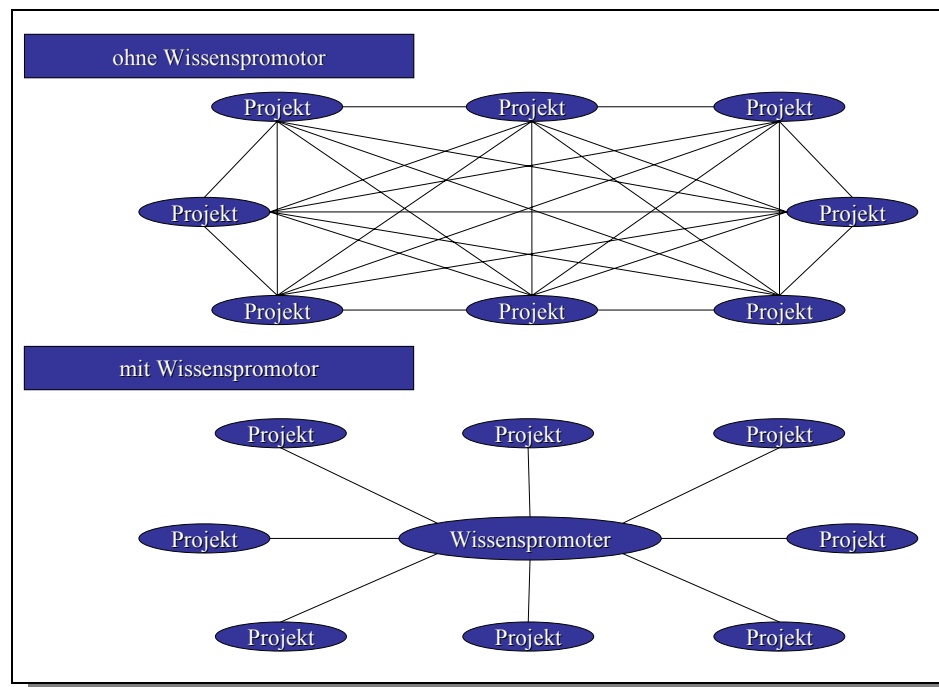 ohne Wissenspromotor
Projekt Projekt Projekt
Projekt Projekt
Projekt Projekt Projekt
mit Wissenspromotor
Projekt Projekt Projekt
Projekt Wissenspromoter Projekt
Projekt Projekt Projekt